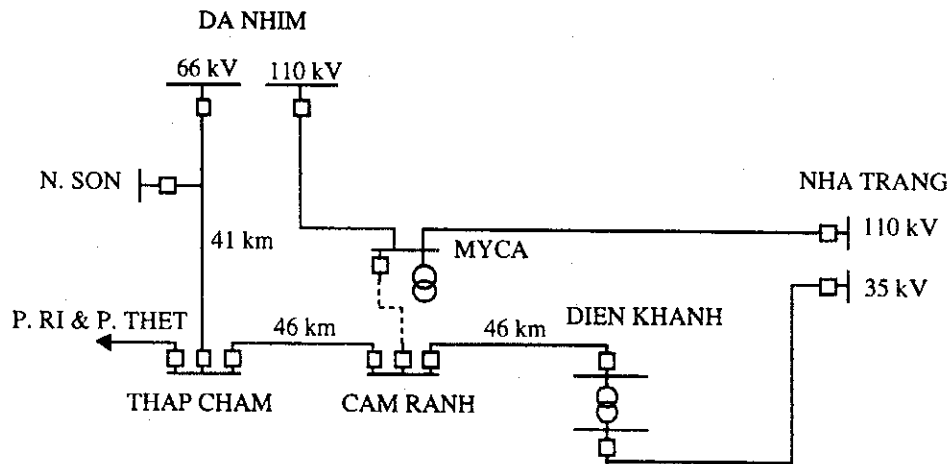 DA NHIM
66 kV
110 kV
N. SON
NHA TRANG
41 km
MYCA
110 kV
35 kV
P. RI & P. THET
46 km
46 km
DIEN KHANH
THAP CHAM
CAM RANH